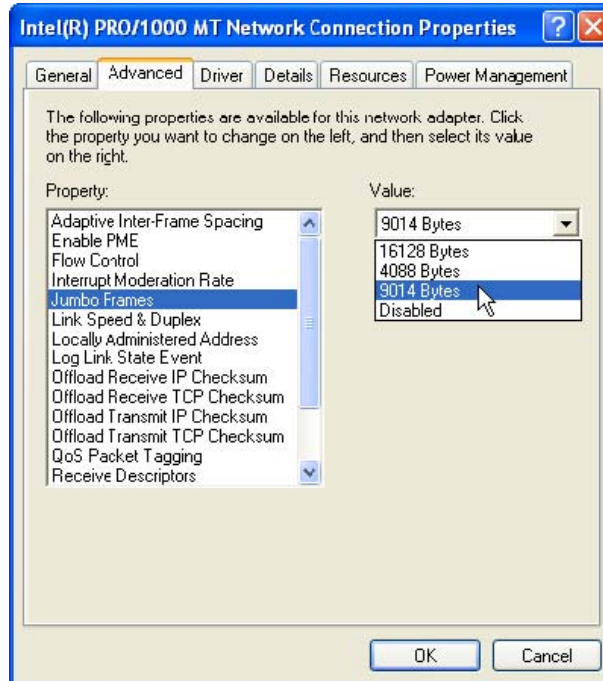 Intel(R) PRO/1000 MT Network Connection Properties
General Advanced Driver Details Resources Power Management
The following properties are available for this network adapter. Click
the property you want to change on the left, and then select its value
on the right.
Property:
Value:
Adaptive Inter-Frame Spacing
Enable PME
Flow Control
Interrupt Moderation Rate
Jumbo Frames
Link Speed & Duplex
Locally Administered Address
Log Link State Event
Offload Receive IP Checksum
Offload Receive TCP Checksum
Offload Transmit IP Checksum
Offload Transmit TCP Checksum
QoS Packet Tagging
Receive Descriptors
9014 Bytes
16128 Bytes
4088 Bytes
9014 Bytes
Disabled
OK Cancel